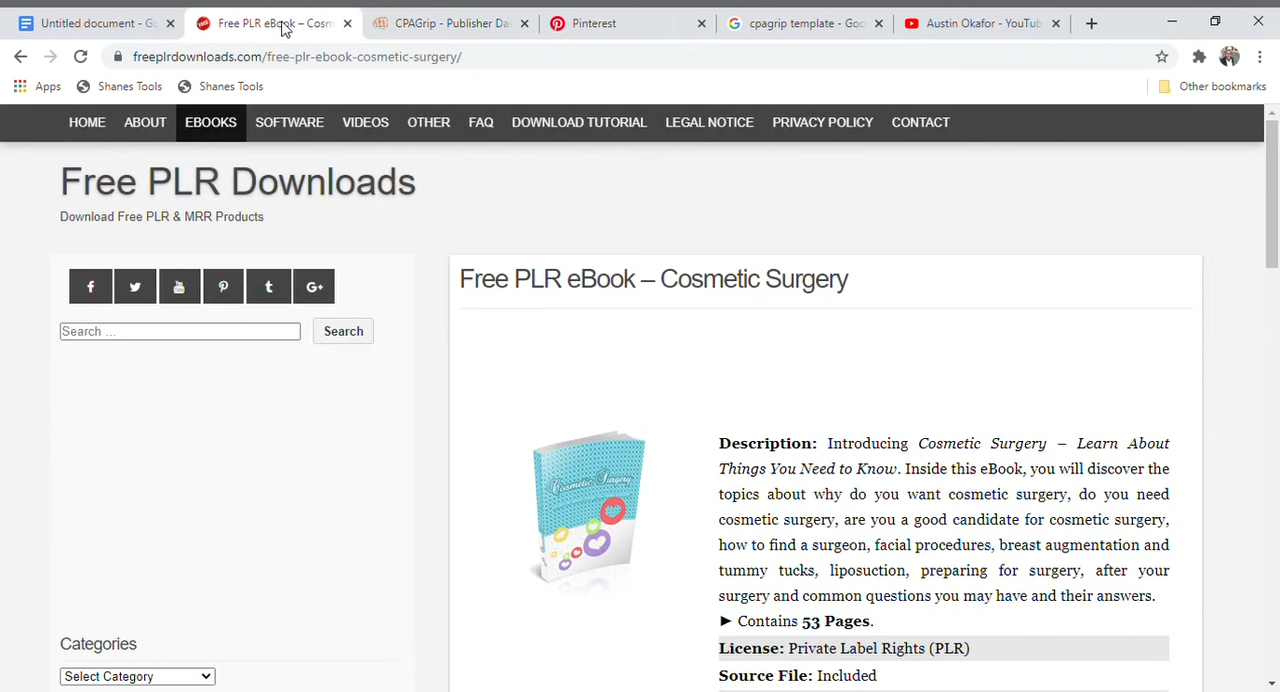 Untitled document - Go
Free PLR eBook – Cosm
CPAGrip - Publisher Da
Pinterest
cpagrip template - Goo
Austin Okafor - YouTub
freeplrdownloads.com/free-plr-ebook-cosmetic-surgery/
Apps
Shanes Tools
Shanes Tools
Other bookmarks
HOME ABOUT EBOOKS SOFTWARE VIDEOS OTHER FAQ DOWNLOAD TUTORIAL LEGAL NOTICE PRIVACY POLICY CONTACT
Free PLR Downloads
Download Free PLR & MRR Products
Search ...
Search
Categories
Select Category
Free PLR eBook – Cosmetic Surgery
Cosmetic Surgery
Description: Introducing Cosmetic Surgery – Learn About
Things You Need to Know. Inside this eBook, you will discover the
topics about why do you want cosmetic surgery, do you need
cosmetic surgery, are you a good candidate for cosmetic surgery,
how to find a surgeon, facial procedures, breast augmentation and
tummy tucks, liposuction, preparing for surgery, after your
surgery and common questions you may have and their answers.
► Contains 53 Pages.
License: Private Label Rights (PLR)
Source File: Included